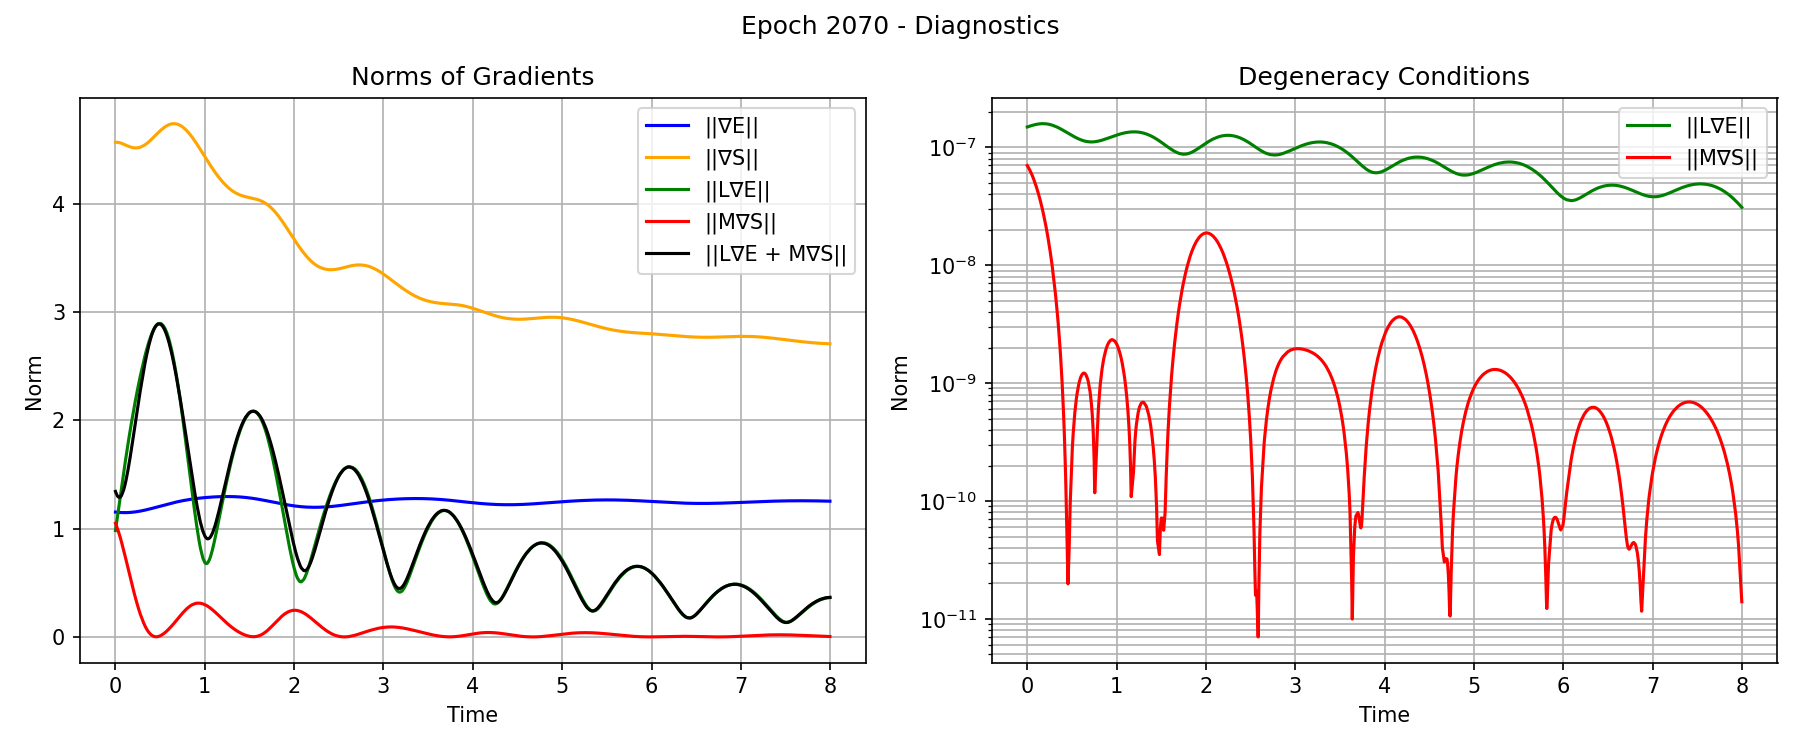 Epoch 2070 - Diagnostics
Norms of Gradients
Norm
4
3
2
1
0
0 1 2 3 4 5 6 7 8
Time
||∇E||
||∇S||
||L∇E||
||M∇S||
||L∇E + M∇S||
Degeneracy Conditions
Norm
10⁻⁷
10⁻⁸
10⁻⁹
10⁻¹⁰
10⁻¹¹
0 1 2 3 4 5 6 7 8
Time
||L∇E||
||M∇S||